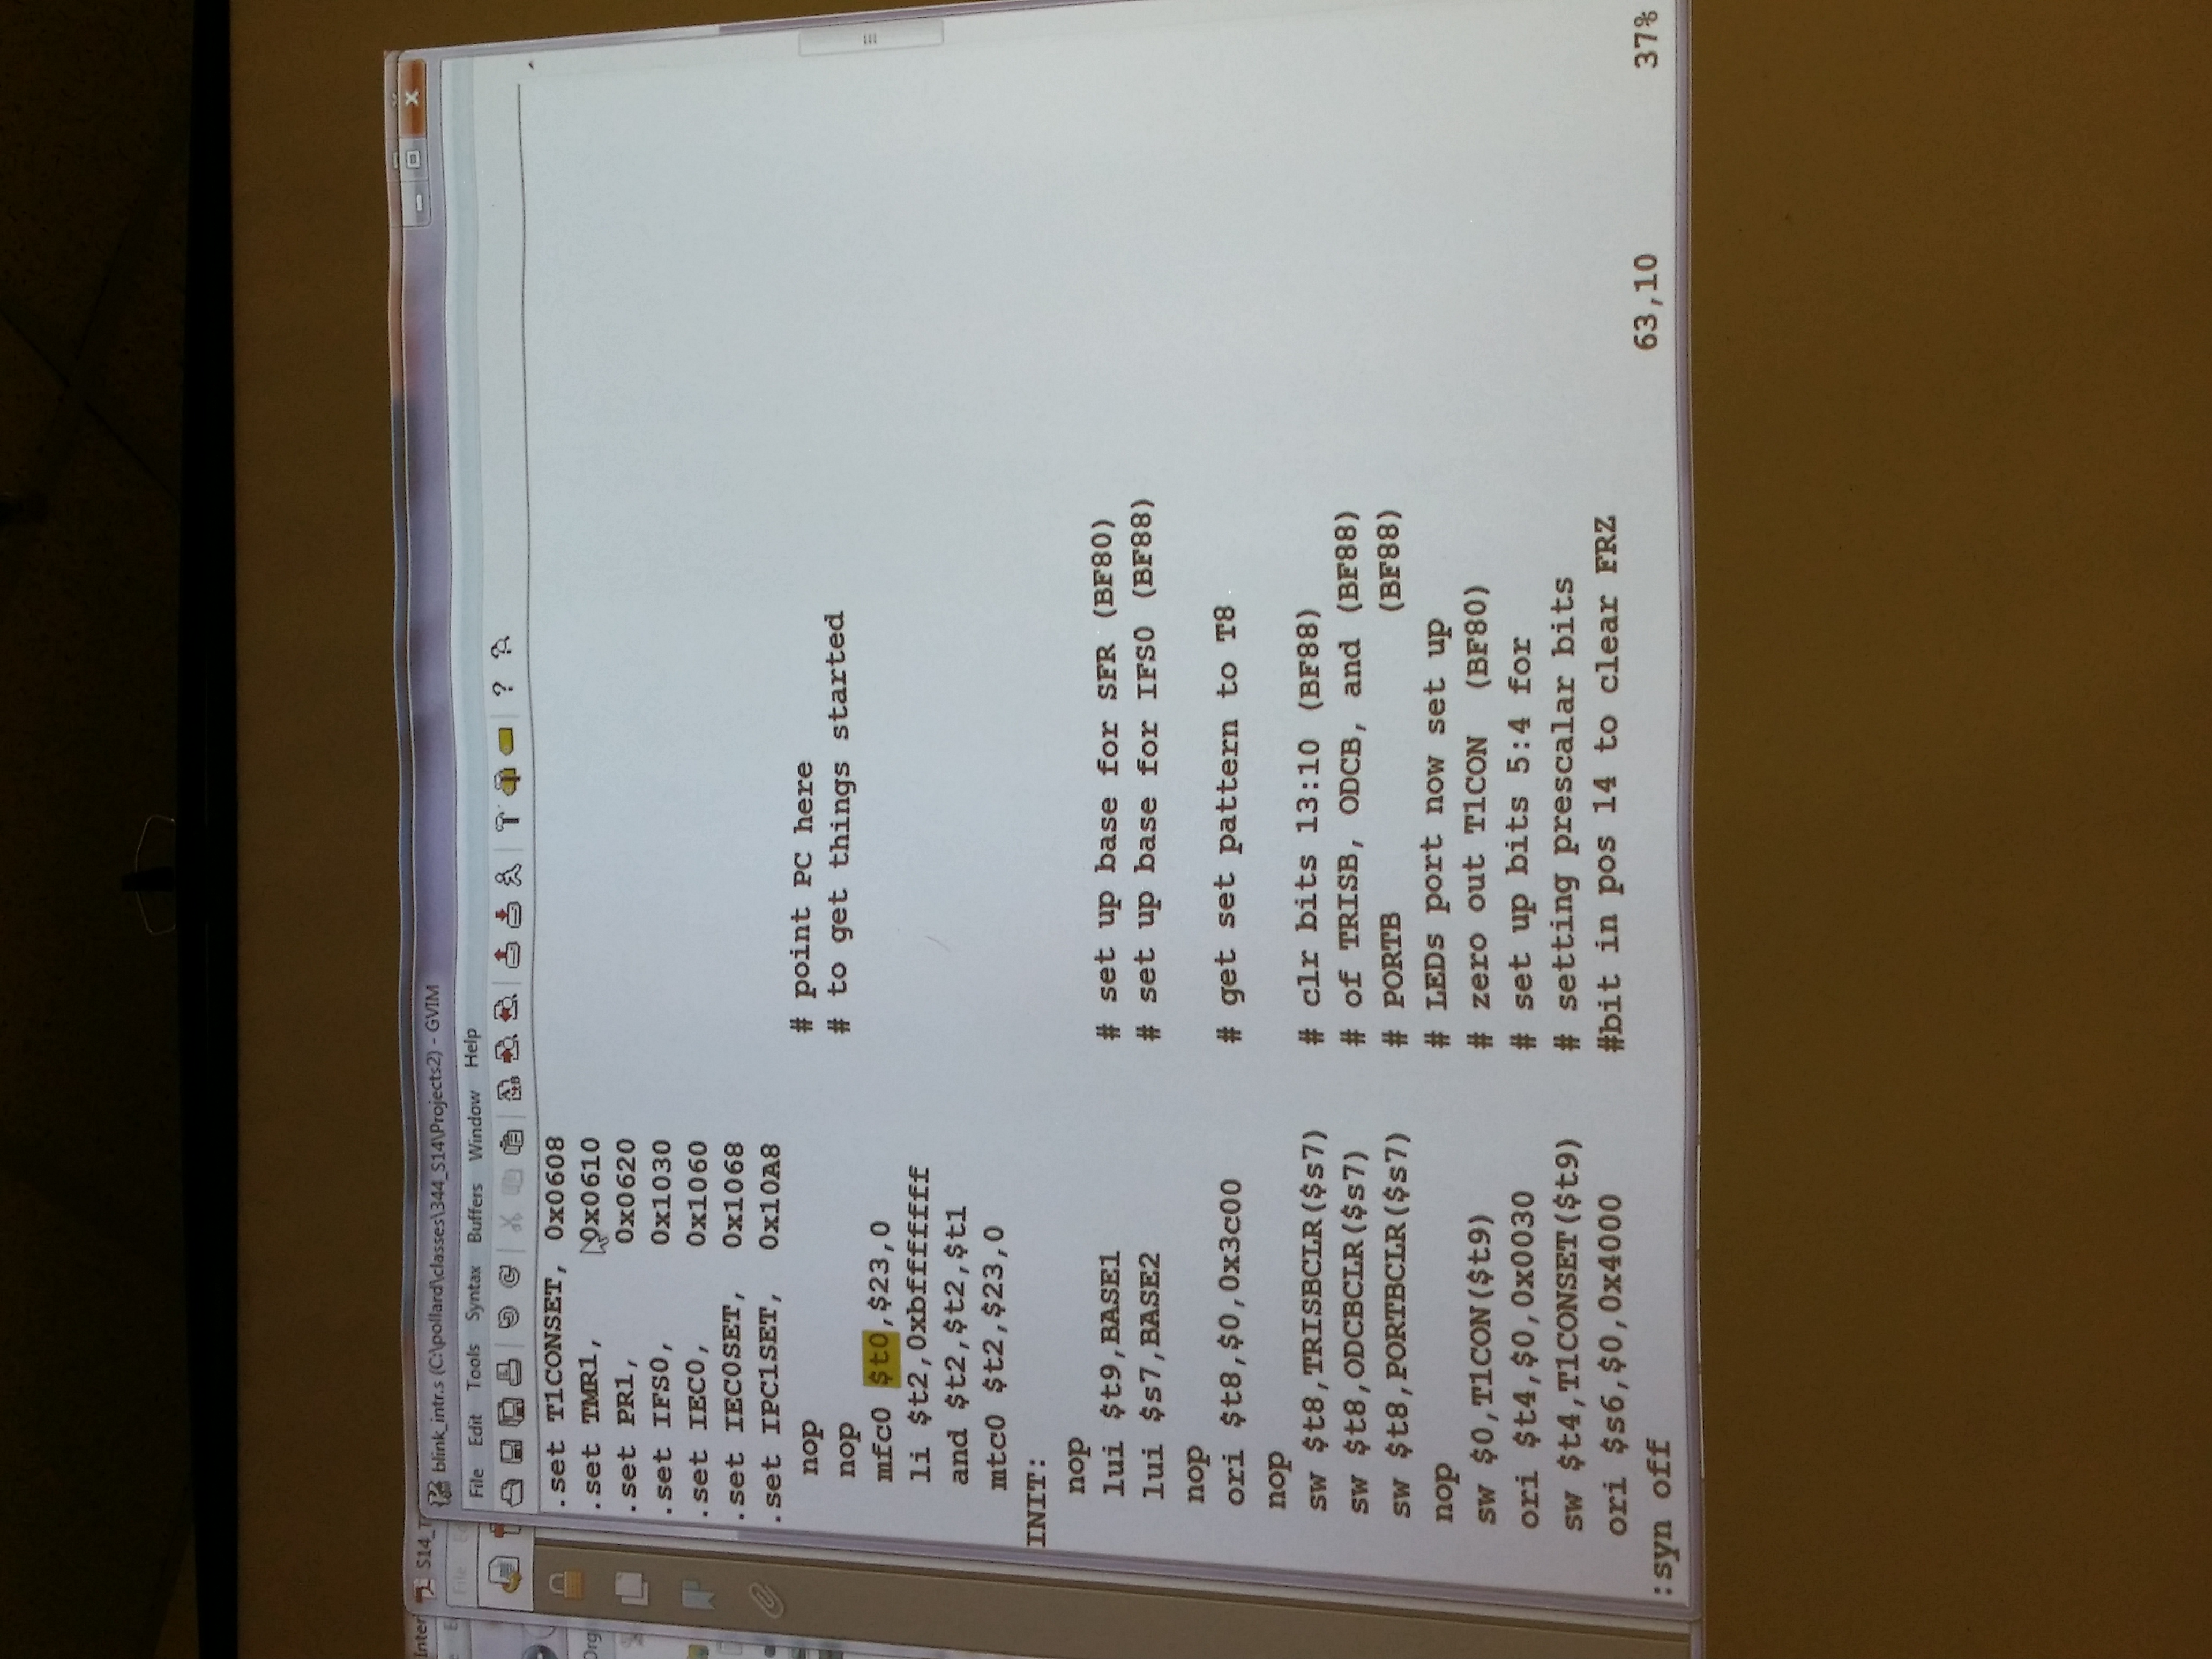 Inter
S14_T
blink_intr.s (C:\pollard\classes\344_S14\Projects2) - GVIM
File Edit Tools Syntax Buffers Window Help
.set T1CONSET, 0x0608
.set TMR1, 0x0610
.set PR1, 0x0620
.set IFS0, 0x1030
.set IEC0, 0x1060
.set IEC0SET, 0x1068
.set IPC1SET, 0x10A8
nop # point PC here
nop # to get things started
mfc0 $t0,$23,0
li $t2,0xbfffffff
and $t2,$t2,$t1
mtc0 $t2,$23,0
INIT:
nop
lui $t9,BASE1 # set up base for SFR (BF80)
lui $s7,BASE2 # set up base for IFS0 (BF88)
nop
ori $t8,$0,0x3c00 # get set pattern to T8
nop
sw $t8,TRISBCLR($s7) # clr bits 13:10 (BF88)
sw $t8,ODCBCLR($s7) # of TRISB, ODCB, and (BF88)
sw $t8,PORTBCLR($s7) # PORTB (BF88)
nop # LEDs port now set up
sw $0,T1CON($t9) # zero out T1CON (BF80)
ori $t4,$0,0x0030 # set up bits 5:4 for
sw $t4,T1CONSET($t9) # setting prescalar bits
ori $s6,$0,0x4000 #bit in pos 14 to clear FRZ
:syn off 63,10 37%